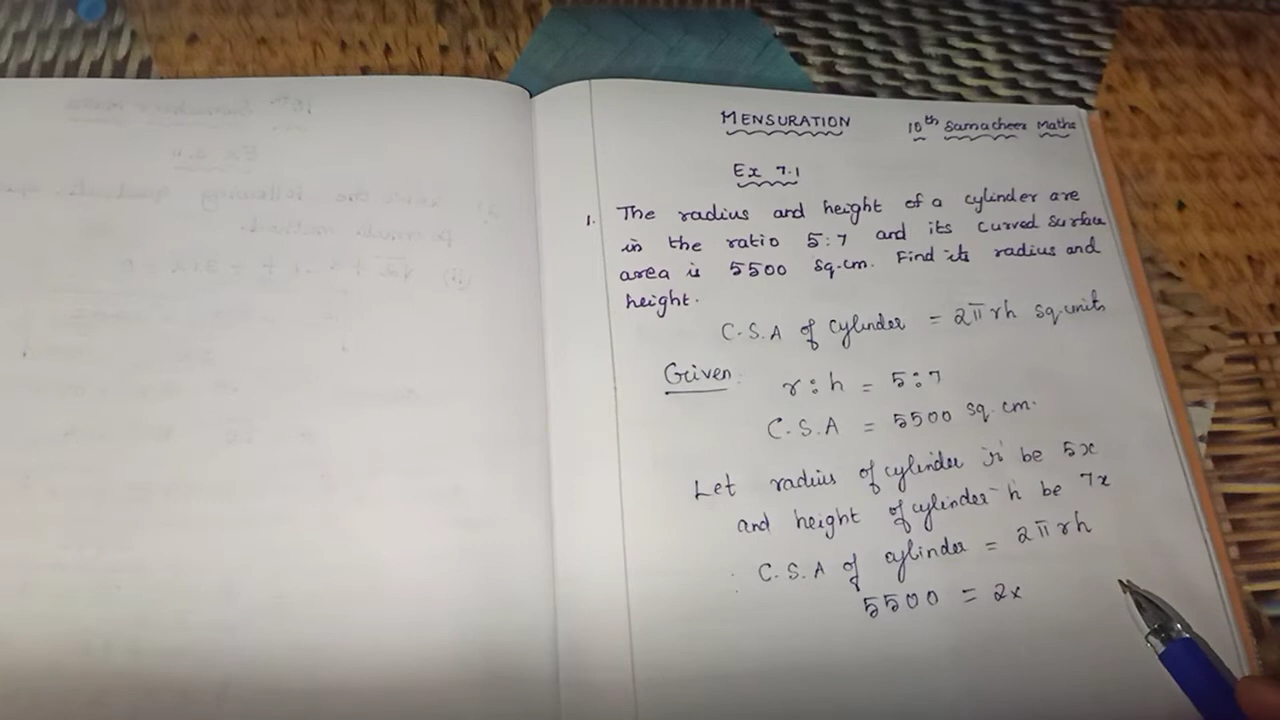 MENSURATION 10th Samacheer Maths
Ex 7.1
1. The radius and height of a cylinder are
in the ratio 5:7 and its curved surface
area is 5500 sq.cm. Find its radius and
height.
C.S.A of cylinder = 2πrh sq.units
Given: r:h = 5:7
C.S.A = 5500 sq.cm.
Let radius of cylinder 'r' be 5x
and height of cylinder h be 7x
C.S.A of cylinder = 2πrh
5500 = 2x